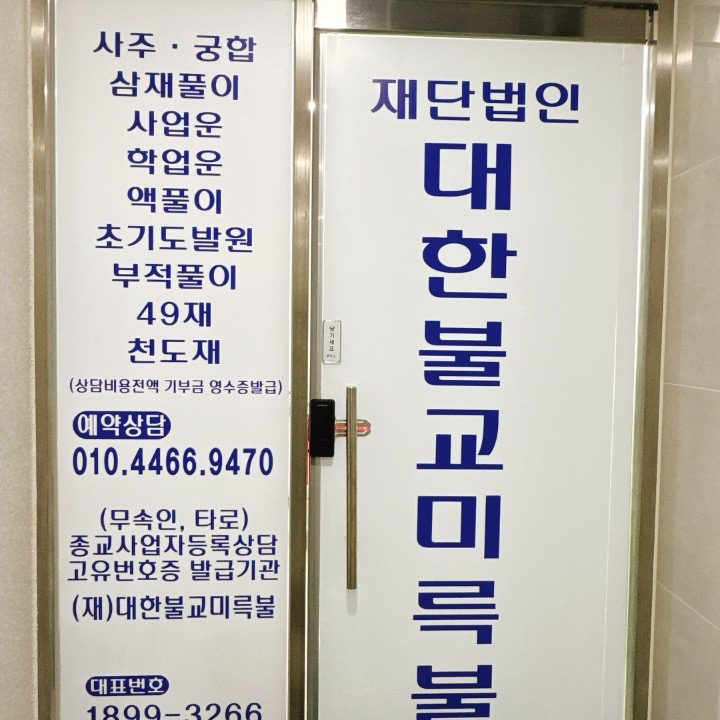 사주 · 궁합
삼재풀이
사업운
학업운
액풀이
초기도발원
부적풀이
49재
천도재
(상담비용전액 기부금 영수증발급)
예약상담
010.4466.9470
(무속인, 타로)
종교사업자등록상담
고유번호증 발급기관
(재)대한불교미륵불
대표번호
1899-3266
재단법인
대한불교미륵불
당기세요